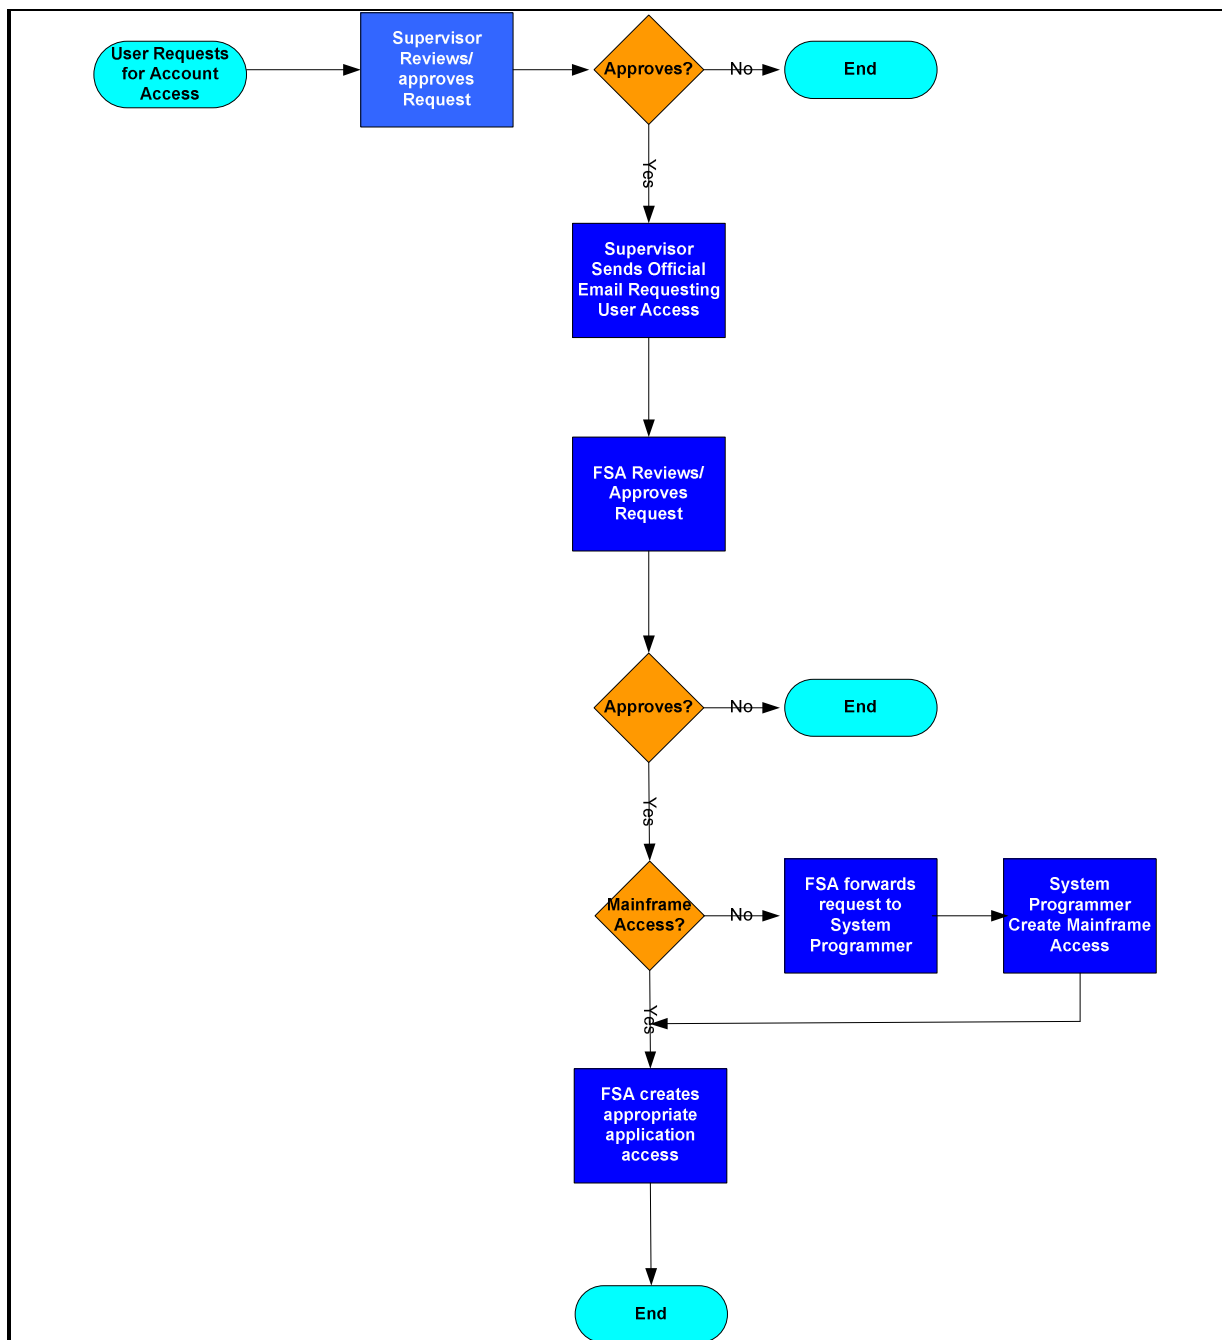 User Requests
for Account
Access
Supervisor
Reviews/
approves
Request
Approves?
No
End
Yes
Supervisor
Sends Official
Email Requesting
User Access
FSA Reviews/
Approves
Request
Approves?
No
End
Yes
Mainframe
Access?
No
FSA forwards
request to
System
Programmer
System
Programmer
Create Mainframe
Access
Yes
FSA creates
appropriate
application
access
End